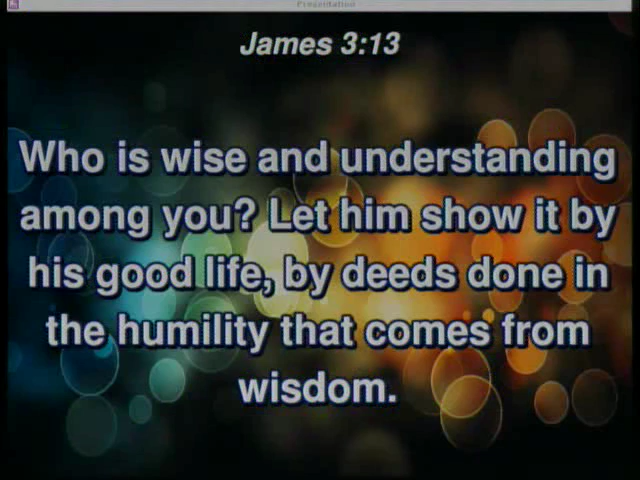 Presentation
James 3:13
Who is wise and understanding
among you? Let him show it by
his good life, by deeds done in
the humility that comes from
wisdom.